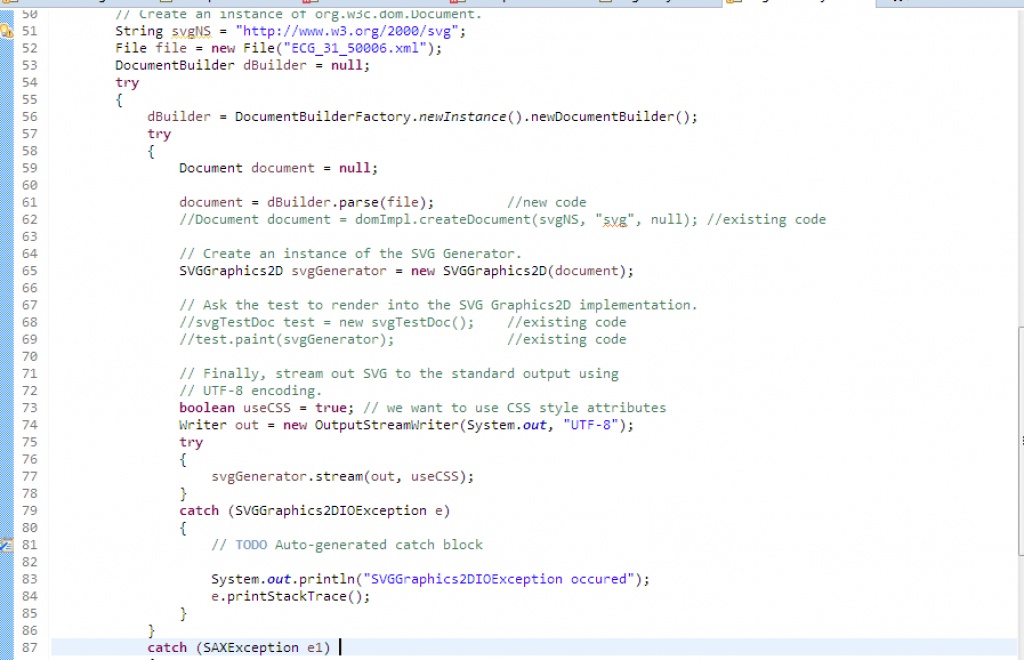 50 // Create an instance of org.w3c.dom.Document.
51 String svgNS = "http://www.w3.org/2000/svg";
52 File file = new File("ECG_31_50006.xml");
53 DocumentBuilder dBuilder = null;
54 try
55 {
56 dBuilder = DocumentBuilderFactory.newInstance().newDocumentBuilder();
57 try
58 {
59 Document document = null;
60
61 document = dBuilder.parse(file); //new code
62 //Document document = domImpl.createDocument(svgNS, "svg", null); //existing code
63
64 // Create an instance of the SVG Generator.
65 SVGGraphics2D svgGenerator = new SVGGraphics2D(document);
66
67 // Ask the test to render into the SVG Graphics2D implementation.
68 //svgTestDoc test = new svgTestDoc(); //existing code
69 //test.paint(svgGenerator); //existing code
70
71 // Finally, stream out SVG to the standard output using
72 // UTF-8 encoding.
73 boolean useCSS = true; // we want to use CSS style attributes
74 Writer out = new OutputStreamWriter(System.out, "UTF-8");
75 try
76 {
77 svgGenerator.stream(out, useCSS);
78 }
79 catch (SVGGraphics2DIOException e)
80 {
81 // TODO Auto-generated catch block
82
83 System.out.println("SVGGraphics2DIOException occured");
84 e.printStackTrace();
85 }
86 }
87 catch (SAXException e1)